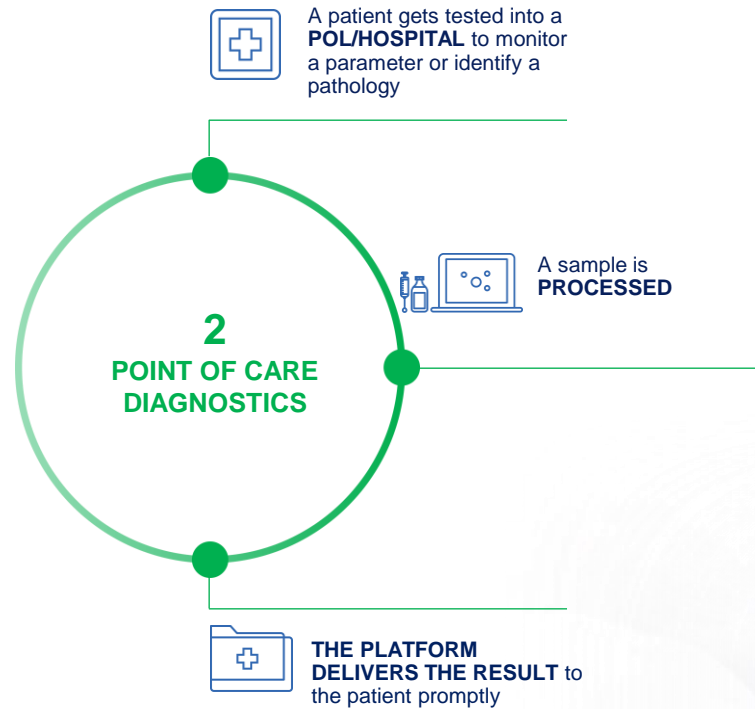 A patient gets tested into a
POL/HOSPITAL to monitor
a parameter or identify a
pathology
A sample is
PROCESSED
2
POINT OF CARE
DIAGNOSTICS
THE PLATFORM
DELIVERS THE RESULT to
the patient promptly